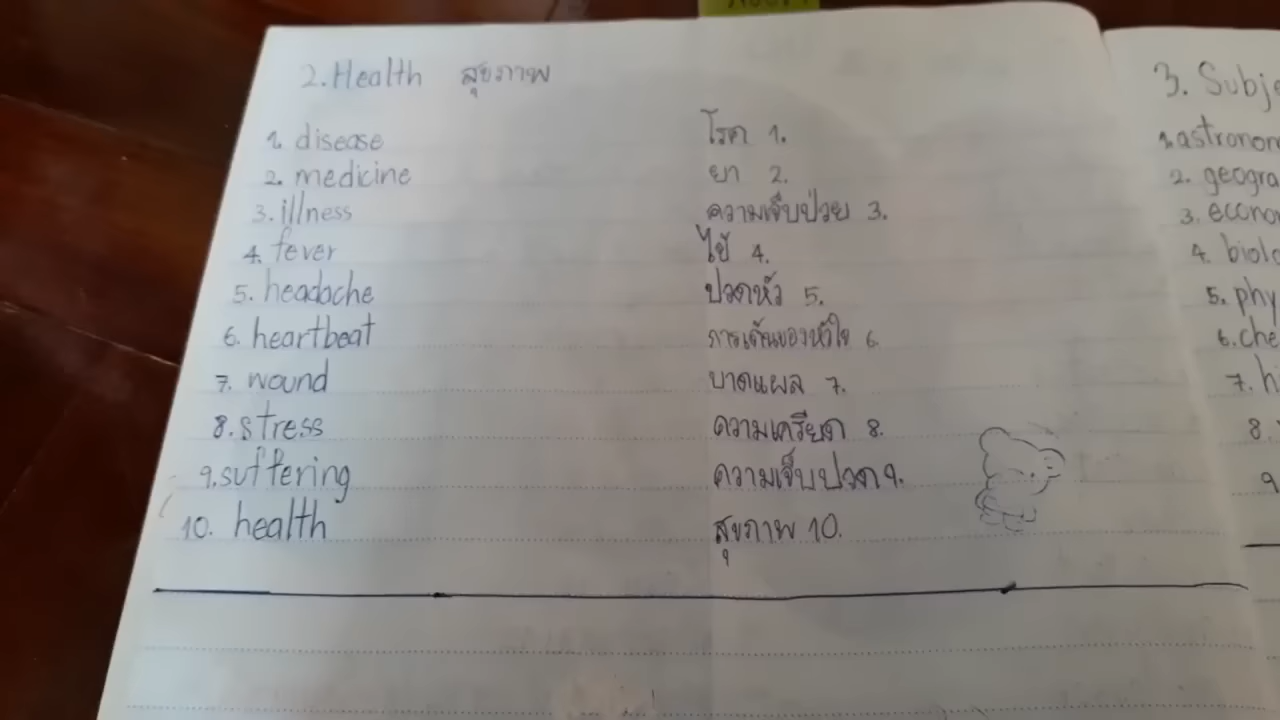 2. Health สุขภาพ
1. disease โรค 1.
2. medicine ยา 2.
3. illness ความเจ็บป่วย 3.
4. fever ไข้ 4.
5. headache ปวดหัว 5.
6. heartbeat การเต้นของหัวใจ 6.
7. wound บาดแผล 7.
8. stress ความเครียด 8.
9. suffering ความเจ็บปวด 9.
10. health สุขภาพ 10.
3. Subje
1. astronom
2. geogra
3. econo
4. biolo
5. phy
6. che
7. hi
8.
9